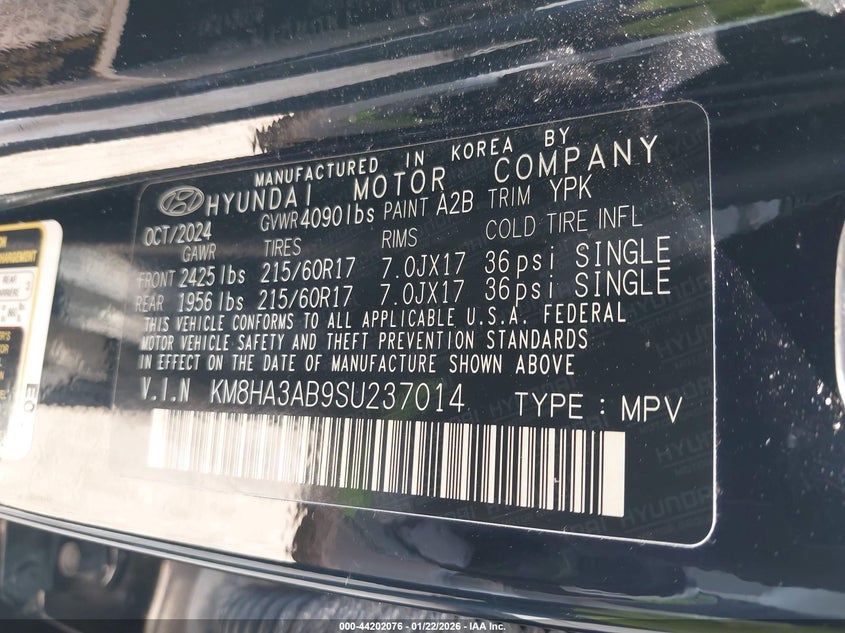 MANUFACTURED IN KOREA BY
HYUNDAI MOTOR COMPANY
OCT/2024 GVWR 4090 lbs PAINT A2B TRIM YPK
GAWR TIRES RIMS COLD TIRE INFL
FRONT 2425 lbs 215/60R17 7.0JX17 36psi SINGLE
REAR 1956 lbs 215/60R17 7.0JX17 36psi SINGLE
THIS VEHICLE CONFORMS TO ALL APPLICABLE U.S.A. FEDERAL
MOTOR VEHICLE SAFETY AND THEFT PREVENTION STANDARDS
IN EFFECT ON THE DATE OF MANUFACTURE SHOWN ABOVE
V.I.N KM8HA3AB9SU237014 TYPE : MPV
REAR
3
000-44202076 - 01/22/2026 - IAA Inc.